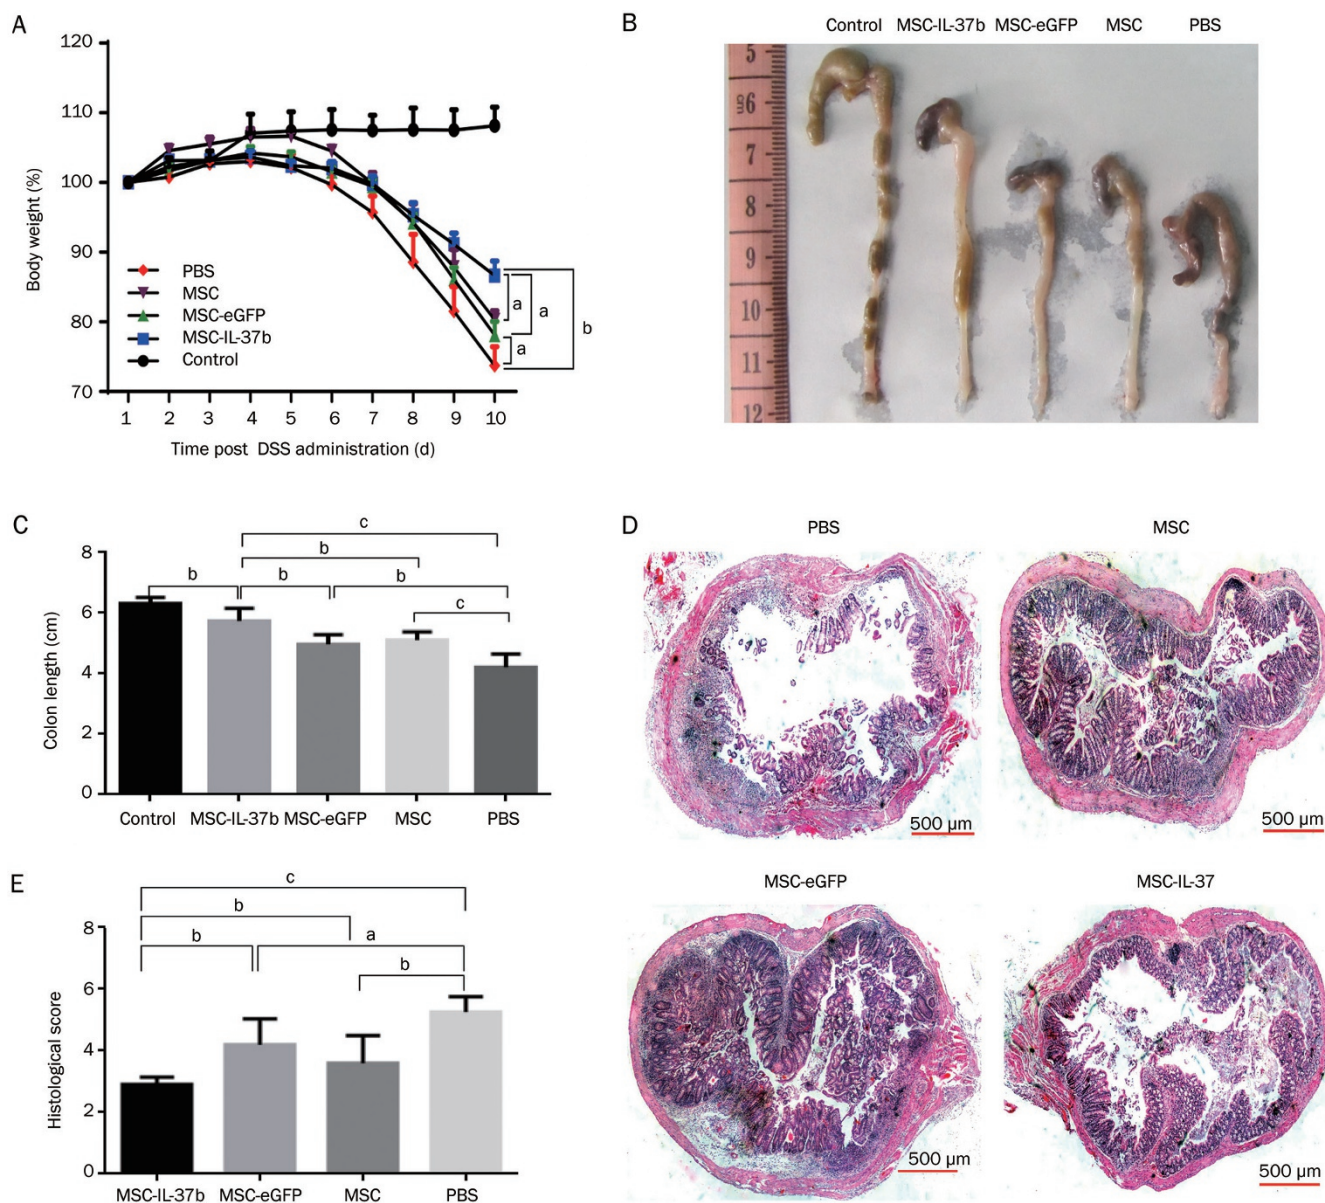 A
120
110
100
90
80
70
Body weight (%)
PBS
MSC
MSC-eGFP
MSC-IL-37b
Control
a
a
a
b
1 2 3 4 5 6 7 8 9 10
Time post DSS administration (d)
B
Control MSC-IL-37b MSC-eGFP MSC PBS
5
6
7
8
9
10
11
12
C
c
b
b b b
c
8
6
4
2
0
Colon length (cm)
Control MSC-IL-37b MSC-eGFP MSC PBS
D
PBS MSC
500 µm 500 µm
MSC-eGFP MSC-IL-37
500 µm 500 µm
E
c
b
b a
b
8
6
4
2
0
Histological score
MSC-IL-37b MSC-eGFP MSC PBS